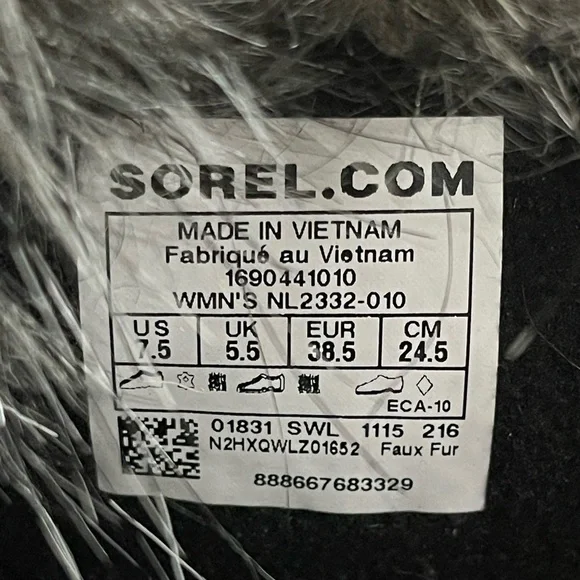 SOREL.COM
MADE IN VIETNAM
Fabriqué au Vietnam
1690441010
WMN'S NL2332-010
US UK EUR CM
7.5 5.5 38.5 24.5
ECA-10
01831 SWL 1115 216
N2HXQWLZ01652 Faux Fur
888667683329